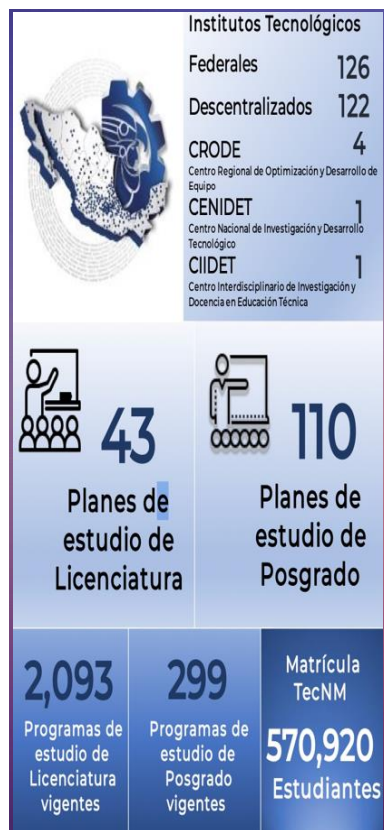 Institutos Tecnológicos
Federales 126
Descentralizados 122
CRODE 4
Centro Regional de Optimización y Desarrollo de
Equipo
CENIDET 1
Centro Nacional de Investigación y Desarrollo
Tecnológico
CIIDET 1
Centro Interdisciplinario de Investigación y
Docencia en Educación Técnica
43
Planes de
estudio de
Licenciatura
110
Planes de
estudio de
Posgrado
2,093
Programas de
estudio de
Licenciatura
vigentes
299
Programas de
estudio de
Posgrado
vigentes
Matrícula
TecNM
570,920
Estudiantes